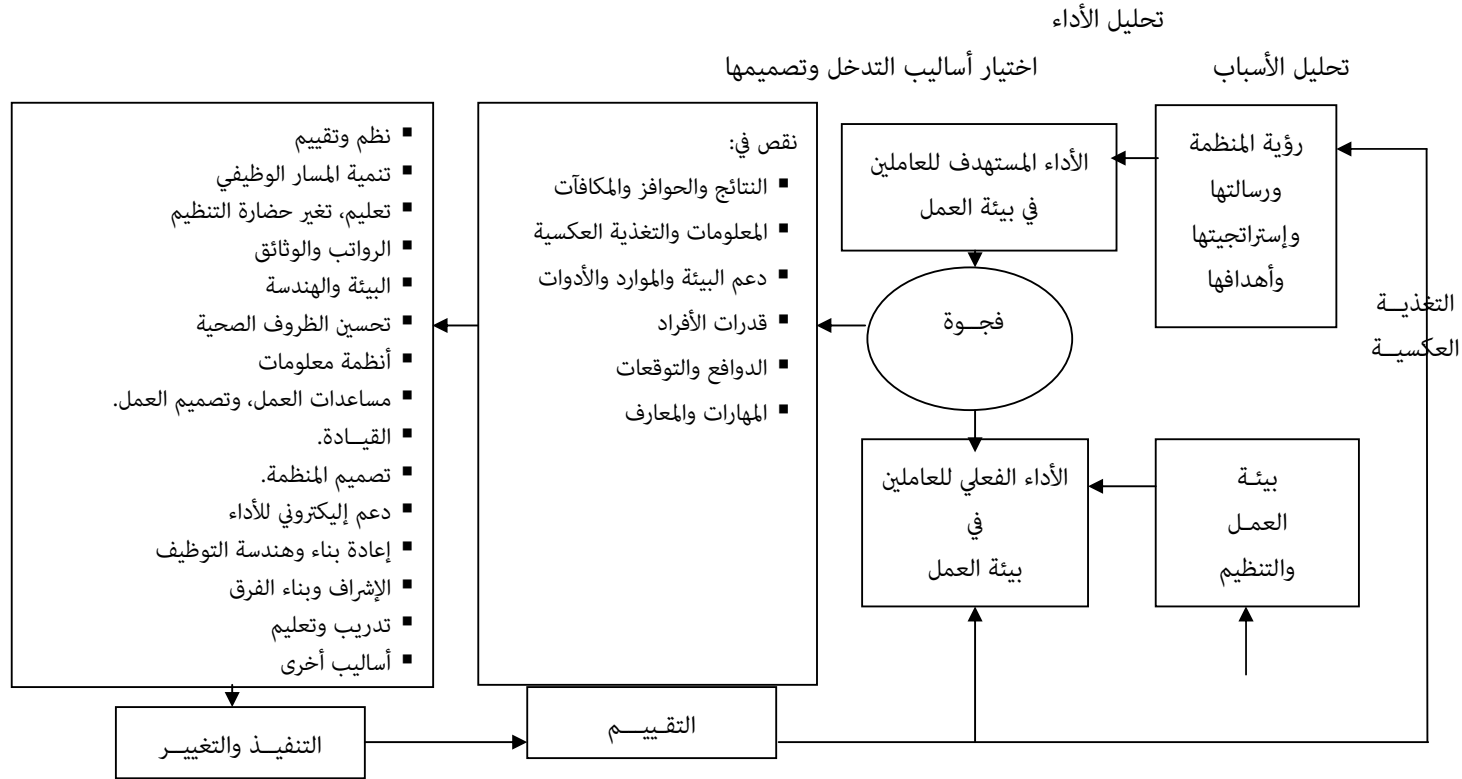 تحليل الأداء
تحليل الأسباب
اختيار أساليب التدخل وتصميمها
رؤية المنظمة
ورسالتها
وإستراتجيتها
وأهدافها
الأداء المستهدف للعاملين
في بيئة العمل
فجــوة
الأداء الفعلي للعاملين
في
بيئة العمل
بيئـة
العمـل
والتنظيم
التغذيــة
العكسيــة
نقص في:
▪ النتائج والحوافز والمكافآت
▪ المعلومات والتغذية العكسية
▪ دعم البيئة والموارد والأدوات
▪ قدرات الأفراد
▪ الدوافع والتوقعات
▪ المهارات والمعارف
▪ نظم وتقييم
▪ تنمية المسار الوظيفي
▪ تعليم، تغير حضارة التنظيم
▪ الرواتب والوثائق
▪ البيئة والهندسة
▪ تحسين الظروف الصحية
▪ أنظمة معلومات
▪ مساعدات العمل، وتصميم العمل.
▪ القيــادة.
▪ تصميم المنظمة.
▪ دعم إليكتروني للأداء
▪ إعادة بناء وهندسة التوظيف
▪ الإشراف وبناء الفرق
▪ تدريب وتعليم
▪ أساليب أخرى
التنفيــذ والتغييــر
التقـييــــم